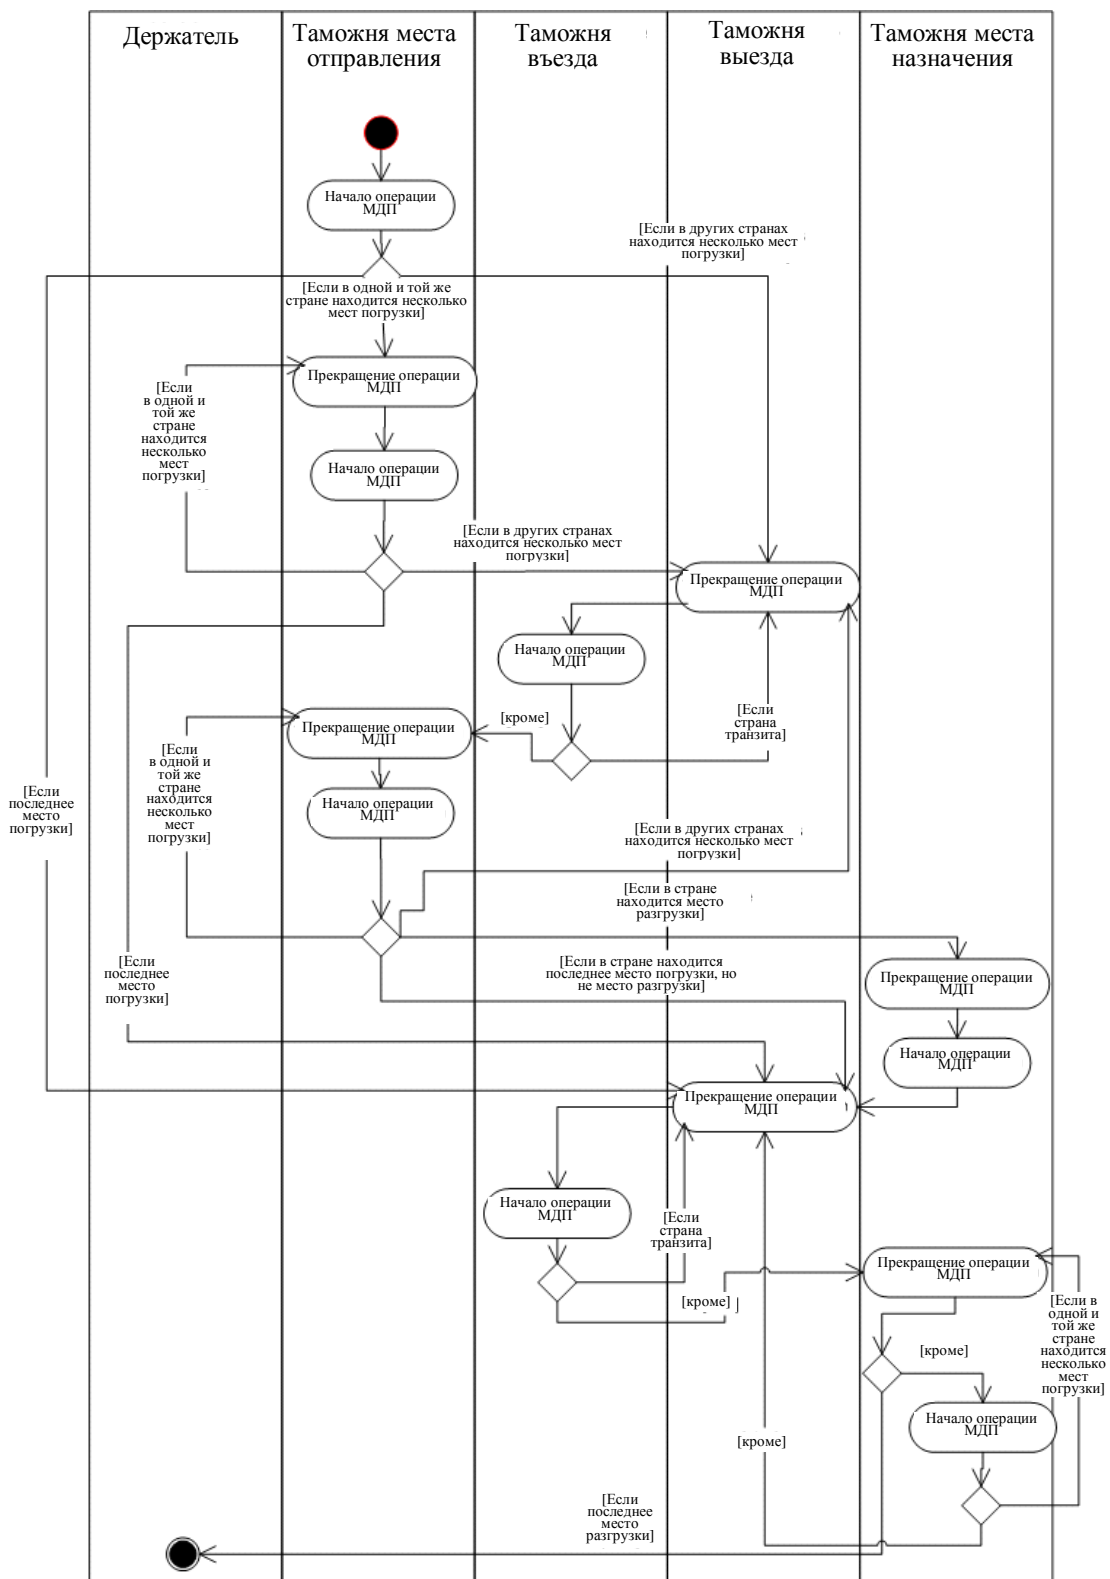 Держатель
Таможня места
отправления
Таможня
въезда
Таможня
выезда
Таможня места
назначения
Начало операции
МДП
[Если в других странах
находится несколько мест
погрузки]
[Если в одной и той же
стране находится несколько
мест погрузки]
Прекращение операции
МДП
[Если
в одной и
той же
стране
находится
несколько
мест
погрузки]
Начало операции
МДП
[Если в других странах
находится несколько мест
погрузки]
Прекращение операции
МДП
Начало операции
МДП
[кроме]
[Если
страна
транзита]
Прекращение операции
МДП
[Если
в одной и
той же
стране
находится
несколько
мест
погрузки]
[Если
последнее
место
погрузки]
Начало операции
МДП
[Если в других странах
находится несколько мест
погрузки]
[Если в стране
находится место
разгрузки]
[Если
последнее
место
погрузки]
[Если в стране находится
последнее место погрузки, но
не место разгрузки]
Прекращение операции
МДП
Начало операции
МДП
Прекращение операции
МДП
Начало операции
МДП
[Если
страна
транзита]
Прекращение операции
МДП
[кроме]
[Если в
одной и
той же
стране
находится
несколько
мест
погрузки]
[кроме]
Начало операции
МДП
[кроме]
[Если
последнее
место
разгрузки]